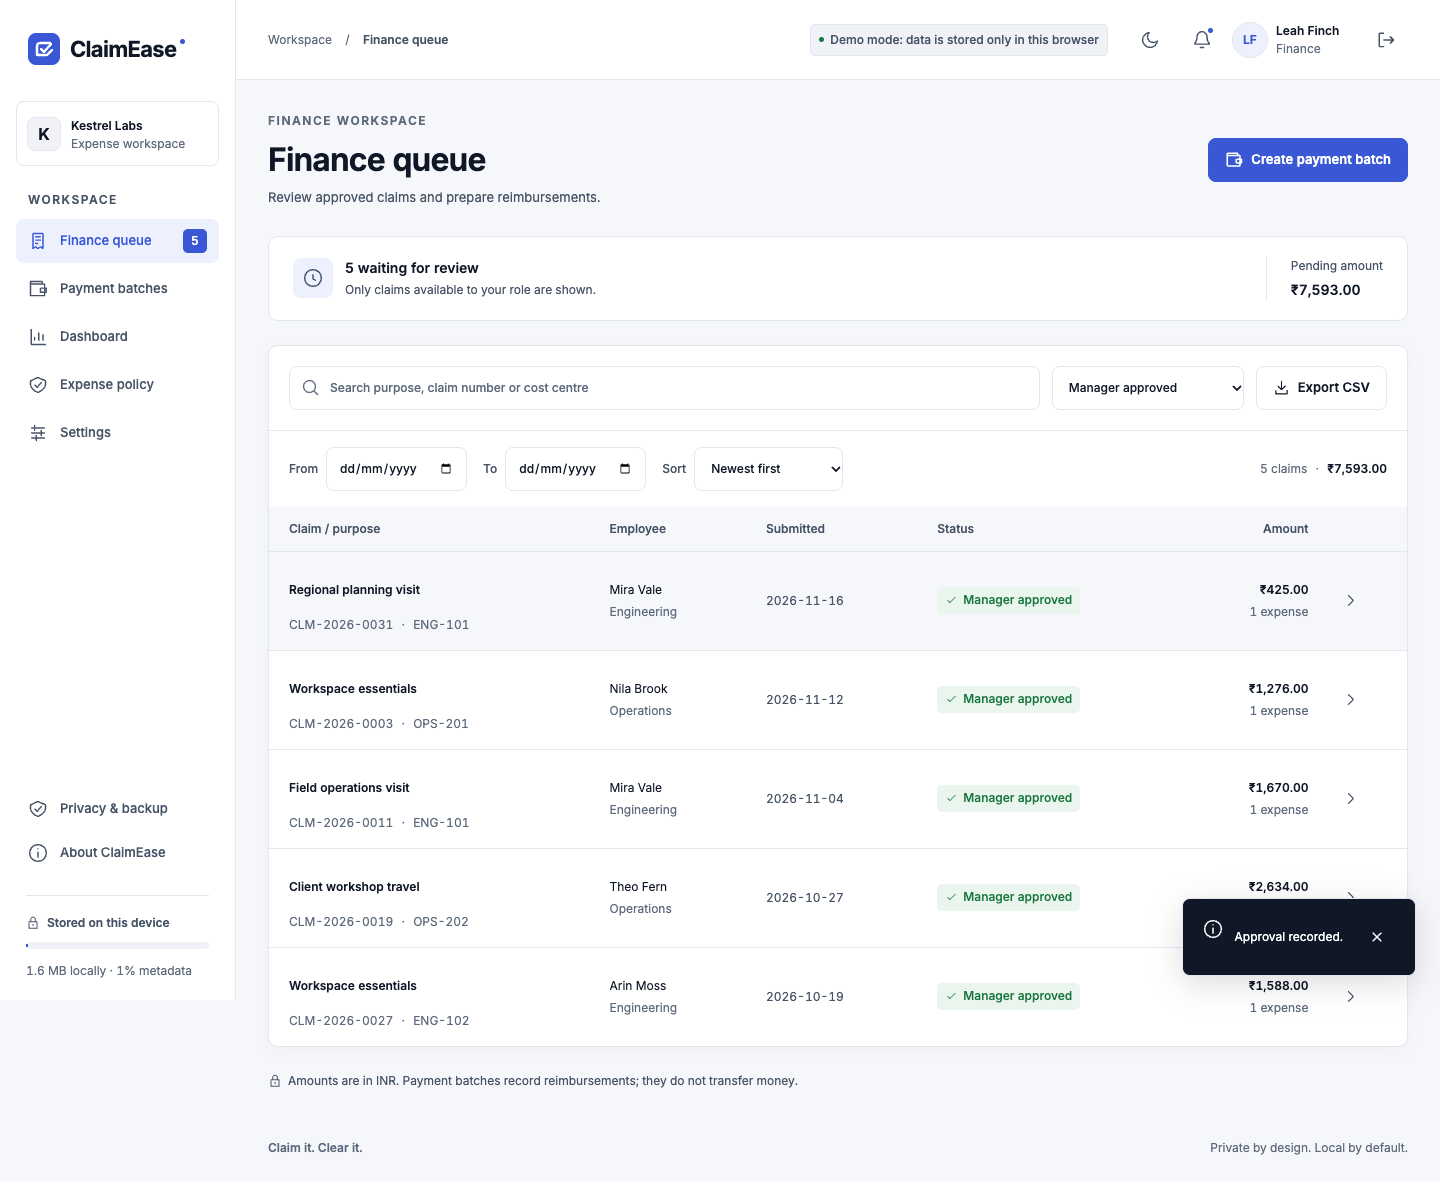 ClaimEase
Workspace / Finance queue
Demo mode: data is stored only in this browser
LF
Leah Finch
Finance
K
Kestrel Labs
Expense workspace
WORKSPACE
Finance queue 5
Payment batches
Dashboard
Expense policy
Settings
Privacy & backup
About ClaimEase
Stored on this device
1.6 MB locally · 1% metadata
FINANCE WORKSPACE
Finance queue
Review approved claims and prepare reimbursements.
Create payment batch
5 waiting for review
Only claims available to your role are shown.
Pending amount
₹7,593.00
Search purpose, claim number or cost centre
Manager approved
Export CSV
From dd/mm/yyyy To dd/mm/yyyy Sort Newest first
5 claims · ₹7,593.00
Claim / purpose Employee Submitted Status Amount
Regional planning visit
CLM-2026-0031 · ENG-101
Mira Vale
Engineering
2026-11-16
Manager approved
₹425.00
1 expense
Workspace essentials
CLM-2026-0003 · OPS-201
Nila Brook
Operations
2026-11-12
Manager approved
₹1,276.00
1 expense
Field operations visit
CLM-2026-0011 · ENG-101
Mira Vale
Engineering
2026-11-04
Manager approved
₹1,670.00
1 expense
Client workshop travel
CLM-2026-0019 · OPS-202
Theo Fern
Operations
2026-10-27
Manager approved
₹2,634.00
Approval recorded.
Workspace essentials
CLM-2026-0027 · ENG-102
Arin Moss
Engineering
2026-10-19
Manager approved
₹1,588.00
1 expense
Amounts are in INR. Payment batches record reimbursements; they do not transfer money.
Claim it. Clear it.
Private by design. Local by default.